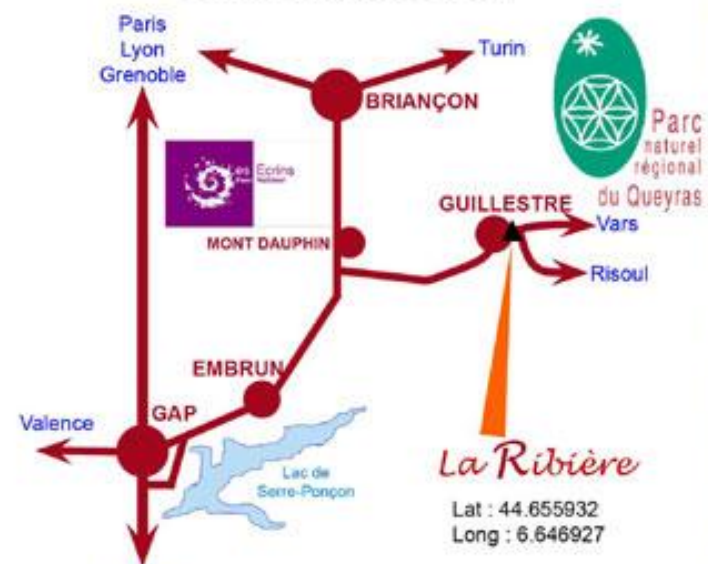 Paris
Lyon
Grenoble
Turin
BRIANÇON
Parc
naturel
régional
du Queyras
Les Ecrins
GUILLESTRE
Vars
MONT DAUPHIN
Risoul
EMBRUN
GAP
Valence
Lac de
Serre-Ponçon
La Ribière
Lat : 44.655932
Long : 6.646927